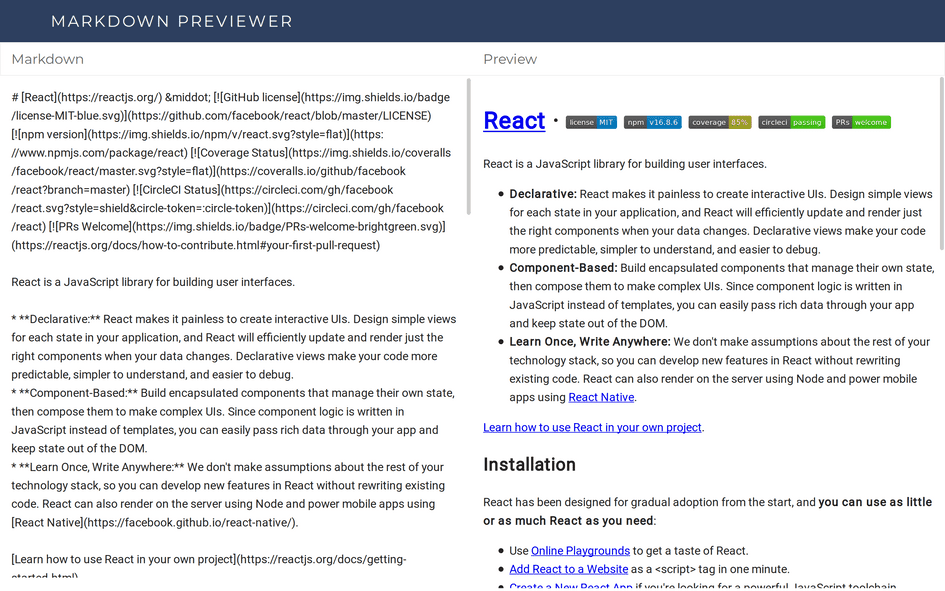 MARKDOWN PREVIEWER
Markdown
# [React](https://reactjs.org/) &middot; [![GitHub license](https://img.shields.io/badge
/license-MIT-blue.svg)](https://github.com/facebook/react/blob/master/LICENSE)
[![npm version](https://img.shields.io/npm/v/react.svg?style=flat)](https:
//www.npmjs.com/package/react) [![Coverage Status](https://img.shields.io/coveralls
/facebook/react/master.svg?style=flat)](https://coveralls.io/github/facebook
/react?branch=master) [![CircleCI Status](https://circleci.com/gh/facebook
/react.svg?style=shield&circle-token=:circle-token)](https://circleci.com/gh/facebook
/react) [![PRs Welcome](https://img.shields.io/badge/PRs-welcome-brightgreen.svg)]
(https://reactjs.org/docs/how-to-contribute.html#your-first-pull-request)
React is a JavaScript library for building user interfaces.
* **Declarative:** React makes it painless to create interactive UIs. Design simple views
for each state in your application, and React will efficiently update and render just the
right components when your data changes. Declarative views make your code more
predictable, simpler to understand, and easier to debug.
* **Component-Based:** Build encapsulated components that manage their own state,
then compose them to make complex UIs. Since component logic is written in
JavaScript instead of templates, you can easily pass rich data through your app and
keep state out of the DOM.
* **Learn Once, Write Anywhere:** We don't make assumptions about the rest of your
technology stack, so you can develop new features in React without rewriting existing
code. React can also render on the server using Node and power mobile apps using
[React Native](https://facebook.github.io/react-native/).
[Learn how to use React in your own project](https://reactjs.org/docs/getting-
started.html)
Preview
React · license MIT npm v16.8.6 coverage 85% circleci passing PRs welcome
React is a JavaScript library for building user interfaces.
• Declarative: React makes it painless to create interactive UIs. Design simple views
for each state in your application, and React will efficiently update and render just
the right components when your data changes. Declarative views make your code
more predictable, simpler to understand, and easier to debug.
• Component-Based: Build encapsulated components that manage their own state,
then compose them to make complex UIs. Since component logic is written in
JavaScript instead of templates, you can easily pass rich data through your app
and keep state out of the DOM.
• Learn Once, Write Anywhere: We don't make assumptions about the rest of your
technology stack, so you can develop new features in React without rewriting
existing code. React can also render on the server using Node and power mobile
apps using React Native.
Learn how to use React in your own project.
Installation
React has been designed for gradual adoption from the start, and you can use as little
or as much React as you need:
• Use Online Playgrounds to get a taste of React.
• Add React to a Website as a <script> tag in one minute.
• Create a New React App if you're looking for a powerful JavaScript toolchain.